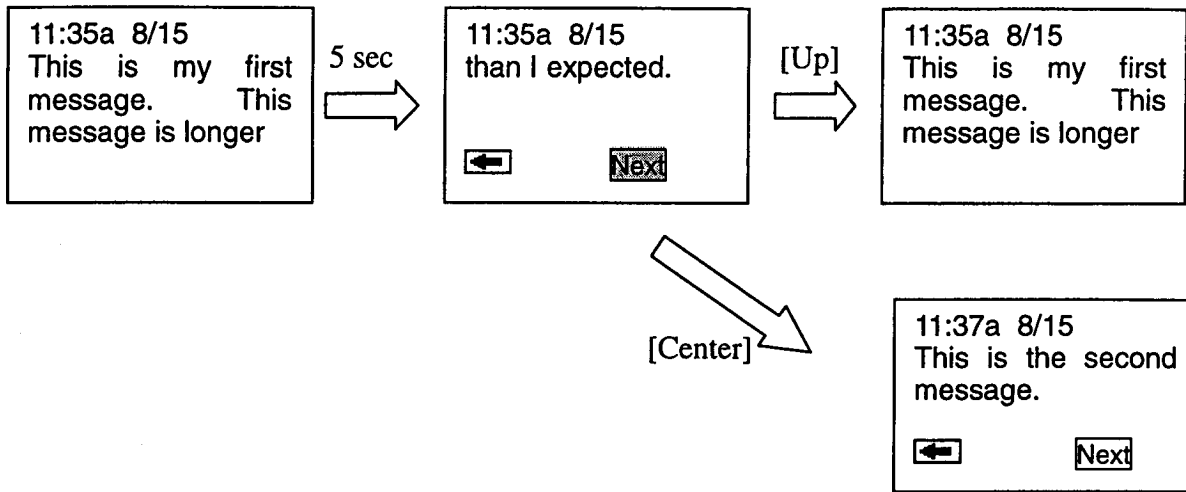 11:35a 8/15
This is my first
message. This
message is longer
5 sec
11:35a 8/15
than I expected.
Next
[Up]
11:35a 8/15
This is my first
message. This
message is longer
[Center]
11:37a 8/15
This is the second
message.
Next